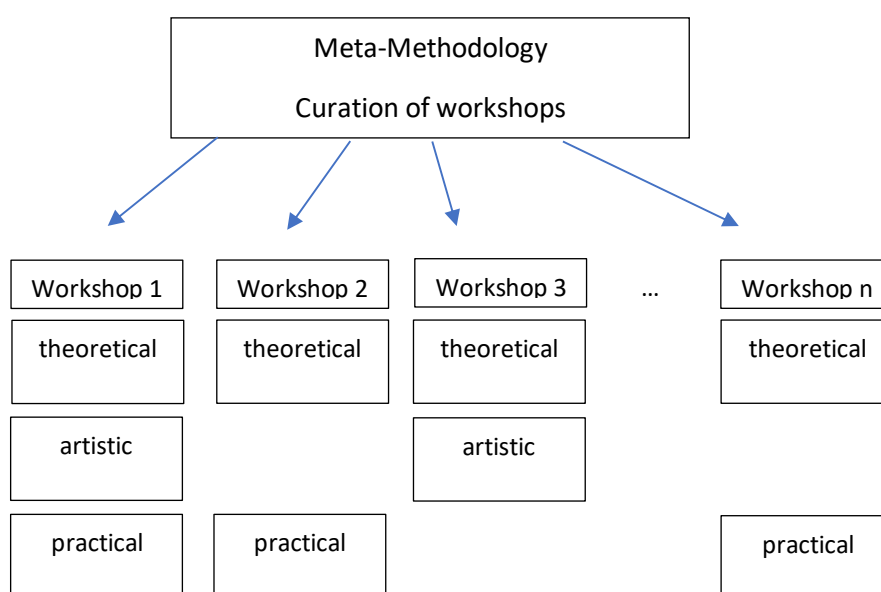 Meta-Methodology
Curation of workshops
Workshop 1
Workshop 2
Workshop 3
...
Workshop n
theoretical
theoretical
theoretical
theoretical
artistic
artistic
practical
practical
practical